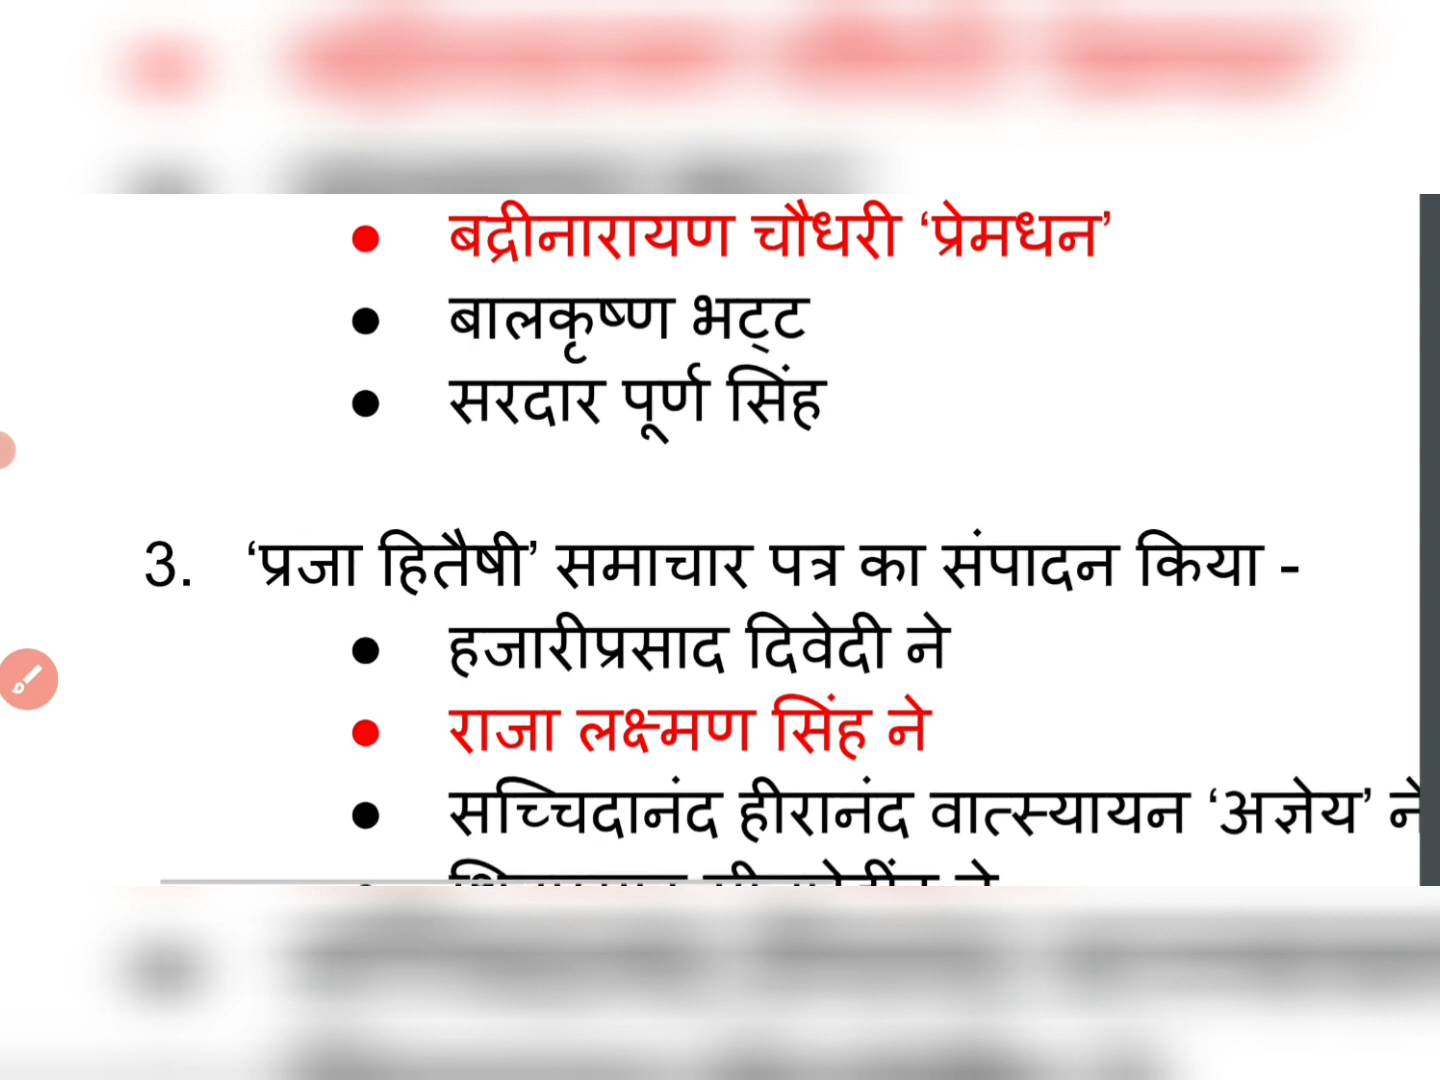 ● बद्रीनारायण चौधरी ‘प्रेमधन’
● बालकृष्ण भट्ट
● सरदार पूर्ण सिंह
3. ‘प्रजा हितैषी’ समाचार पत्र का संपादन किया -
● हजारीप्रसाद दिवेदी ने
● राजा लक्ष्मण सिंह ने
● सच्चिदानंद हीरानंद वात्स्यायन ‘अज्ञेय’ ने